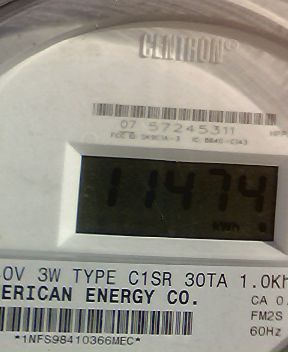 CENTRON®
07 57245311
11474
kWh
0V 3W TYPE C1SR 30TA 1.0Kh
ERICAN ENERGY CO. CA 0
FM2S
60Hz
*1NFS98410366MEC*